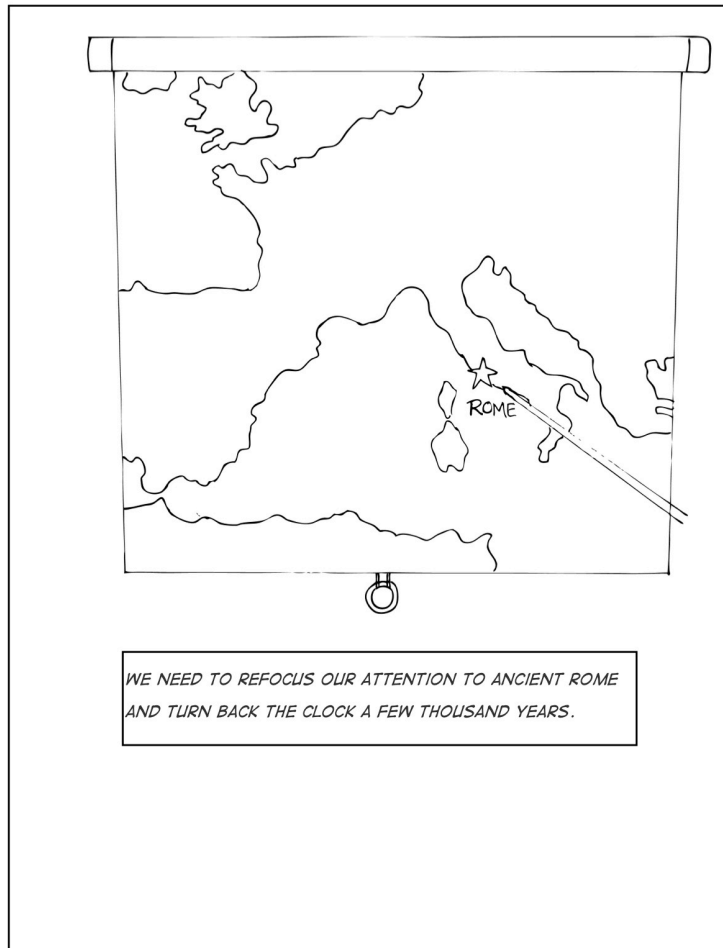 ROME
WE NEED TO REFOCUS OUR ATTENTION TO ANCIENT ROME
AND TURN BACK THE CLOCK A FEW THOUSAND YEARS.